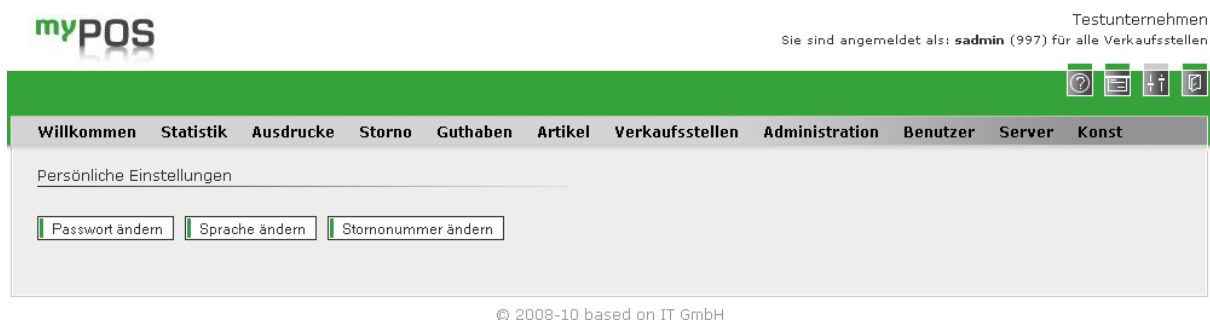 myPOS
Testunternehmen
Sie sind angemeldet als: sadmin (997) für alle Verkaufsstellen
Willkommen Statistik Ausdrucke Storno Guthaben Artikel Verkaufsstellen Administration Benutzer Server Konst
Persönliche Einstellungen
Passwort ändern Sprache ändern Stornonummer ändern
© 2008-10 based on IT GmbH